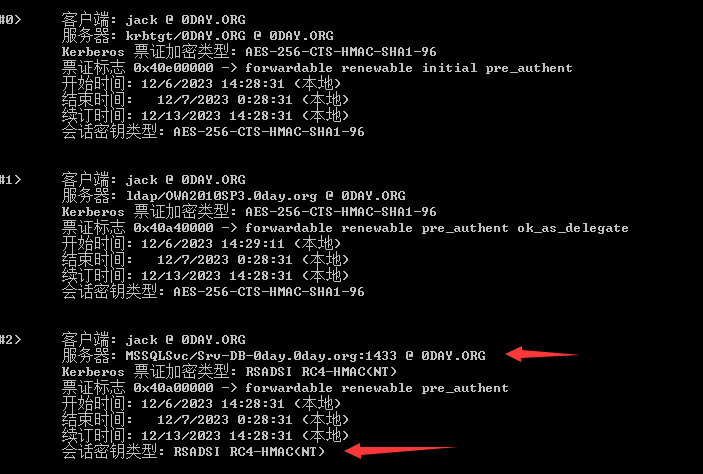 #0>     客户端: jack @ 0DAY.ORG
        服务器: krbtgt/0DAY.ORG @ 0DAY.ORG
        Kerberos 票证加密类型: AES-256-CTS-HMAC-SHA1-96
        票证标志 0x40e00000 -> forwardable renewable initial pre_authent
        开始时间: 12/6/2023 14:28:31 (本地)
        结束时间:   12/7/2023 0:28:31 (本地)
        续订时间: 12/13/2023 14:28:31 (本地)
        会话密钥类型: AES-256-CTS-HMAC-SHA1-96
#1>     客户端: jack @ 0DAY.ORG
        服务器: ldap/OWA2010SP3.0day.org @ 0DAY.ORG
        Kerberos 票证加密类型: AES-256-CTS-HMAC-SHA1-96
        票证标志 0x40a40000 -> forwardable renewable pre_authent ok_as_delegate
        开始时间: 12/6/2023 14:29:11 (本地)
        结束时间:   12/7/2023 0:28:31 (本地)
        续订时间: 12/13/2023 14:28:31 (本地)
        会话密钥类型: AES-256-CTS-HMAC-SHA1-96
#2>     客户端: jack @ 0DAY.ORG
        服务器: MSSQLSvc/Srv-DB-0day.0day.org:1433 @ 0DAY.ORG
        Kerberos 票证加密类型: RSADSI RC4-HMAC(NT)
        票证标志 0x40a00000 -> forwardable renewable pre_authent
        开始时间: 12/6/2023 14:28:31 (本地)
        结束时间:   12/7/2023 0:28:31 (本地)
        续订时间: 12/13/2023 14:28:31 (本地)
        会话密钥类型: RSADSI RC4-HMAC(NT)